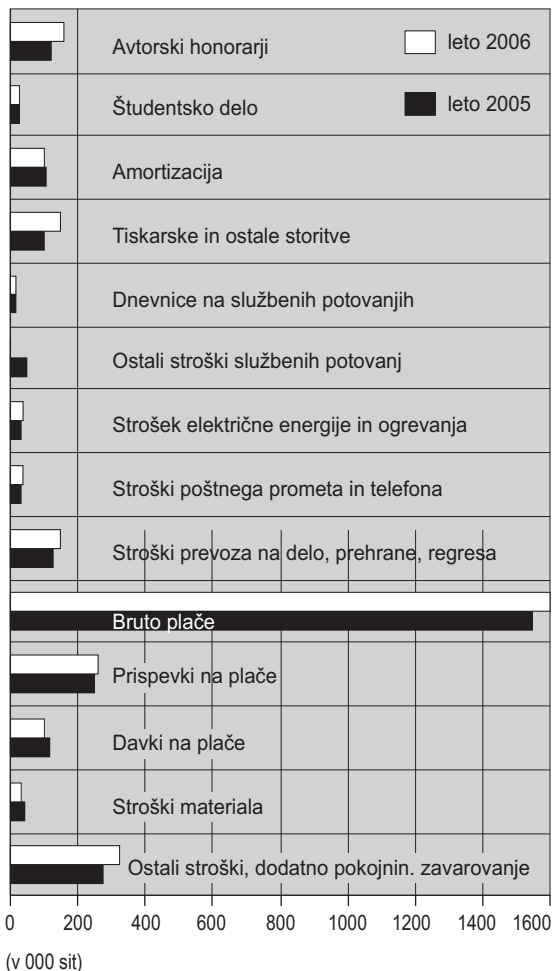 Avtorski honorarji
leto 2006
Študentsko delo
leto 2005
Amortizacija
Tiskarske in ostale storitve
Dnevnice na službenih potovanjih
Ostali stroški službenih potovanj
Strošek električne energije in ogrevanja
Stroški poštnega prometa in telefona
Stroški prevoza na delo, prehrane, regresa
Bruto plače
Prispevki na plače
Davki na plače
Stroški materiala
Ostali stroški, dodatno pokojnin. zavarovanje
0 200 400 600 800 1000 1200 1400 1600
(v 000 sit)